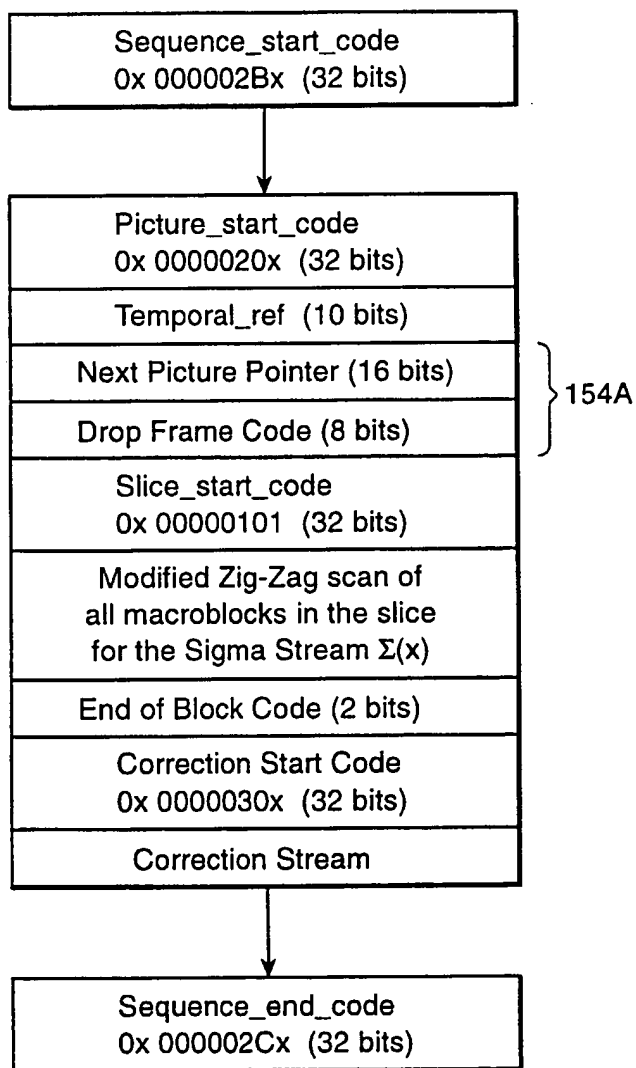 Sequence_start_code
0x 000002Bx (32 bits)
Picture_start_code
0x 0000020x (32 bits)
Temporal_ref (10 bits)
Next Picture Pointer (16 bits)
154A
Drop Frame Code (8 bits)
Slice_start_code
0x 00000101 (32 bits)
Modified Zig-Zag scan of
all macroblocks in the slice
for the Sigma Stream Σ(x)
End of Block Code (2 bits)
Correction Start Code
0x 0000030x (32 bits)
Correction Stream
Sequence_end_code
0x 000002Cx (32 bits)